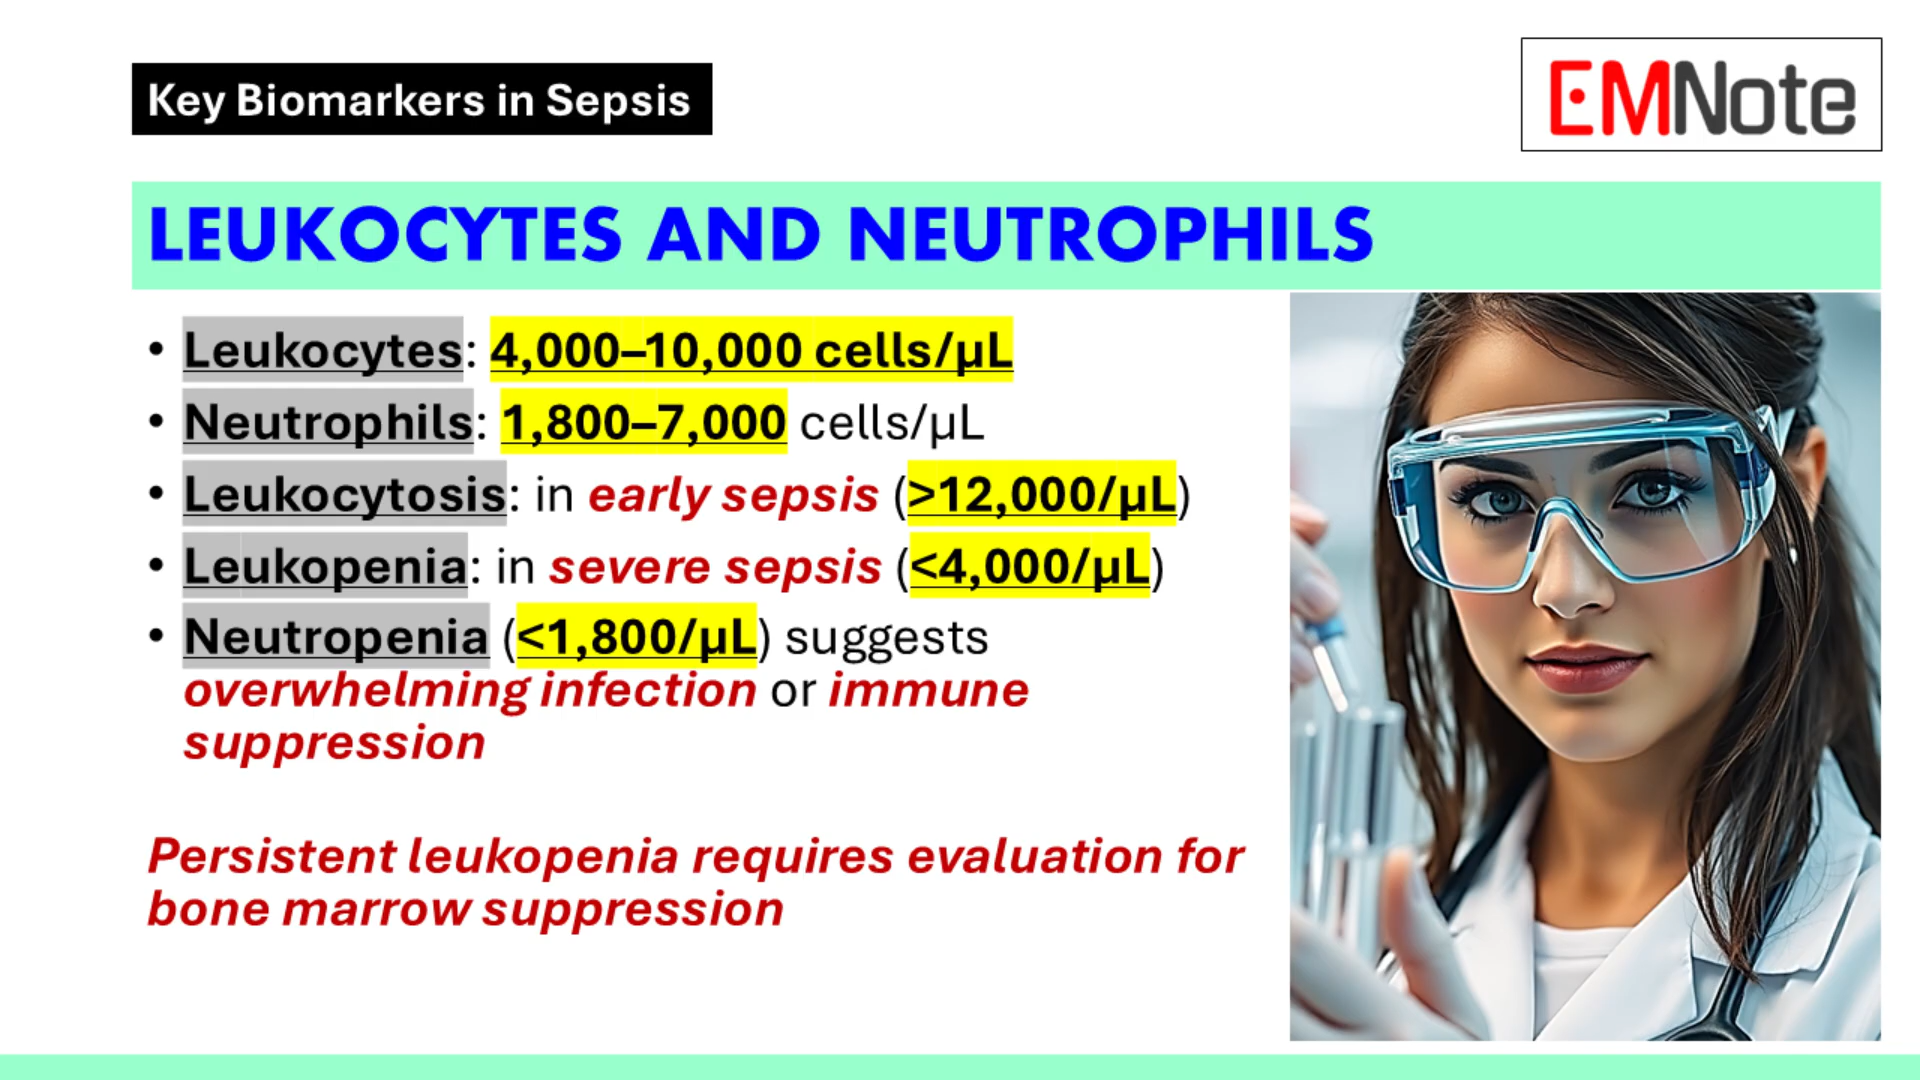 Key Biomarkers in Sepsis
EMNote
LEUKOCYTES AND NEUTROPHILS
• Leukocytes: 4,000–10,000 cells/µL
• Neutrophils: 1,800–7,000 cells/µL
• Leukocytosis: in early sepsis (>12,000/µL)
• Leukopenia: in severe sepsis (<4,000/µL)
• Neutropenia (<1,800/µL) suggests
overwhelming infection or immune
suppression
Persistent leukopenia requires evaluation for
bone marrow suppression